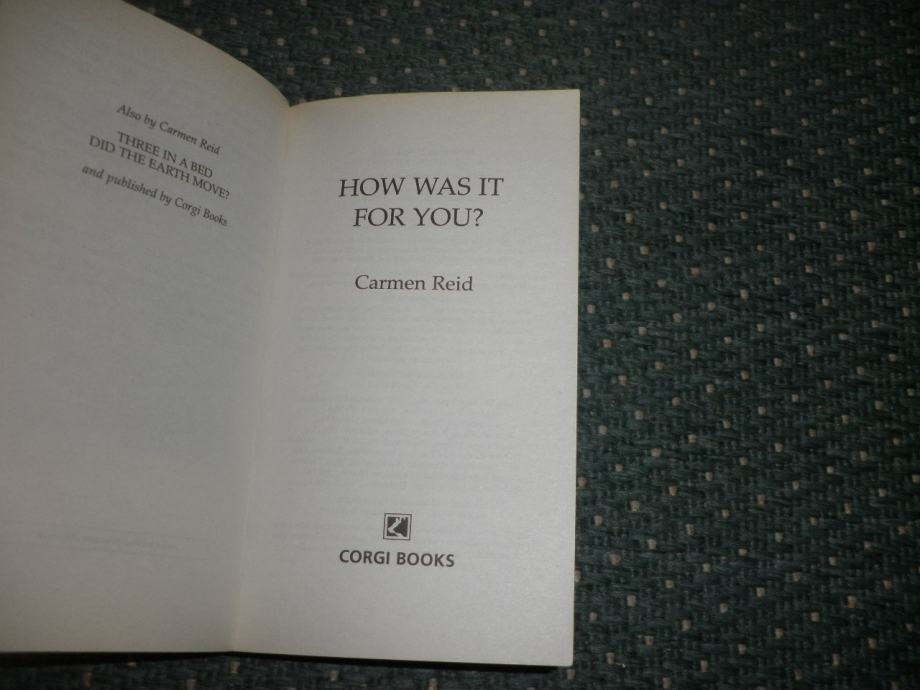 Also by Carmen Reid
THREE IN A BED
DID THE EARTH MOVE?
and published by Corgi Books
HOW WAS IT
FOR YOU?
Carmen Reid
CORGI BOOKS